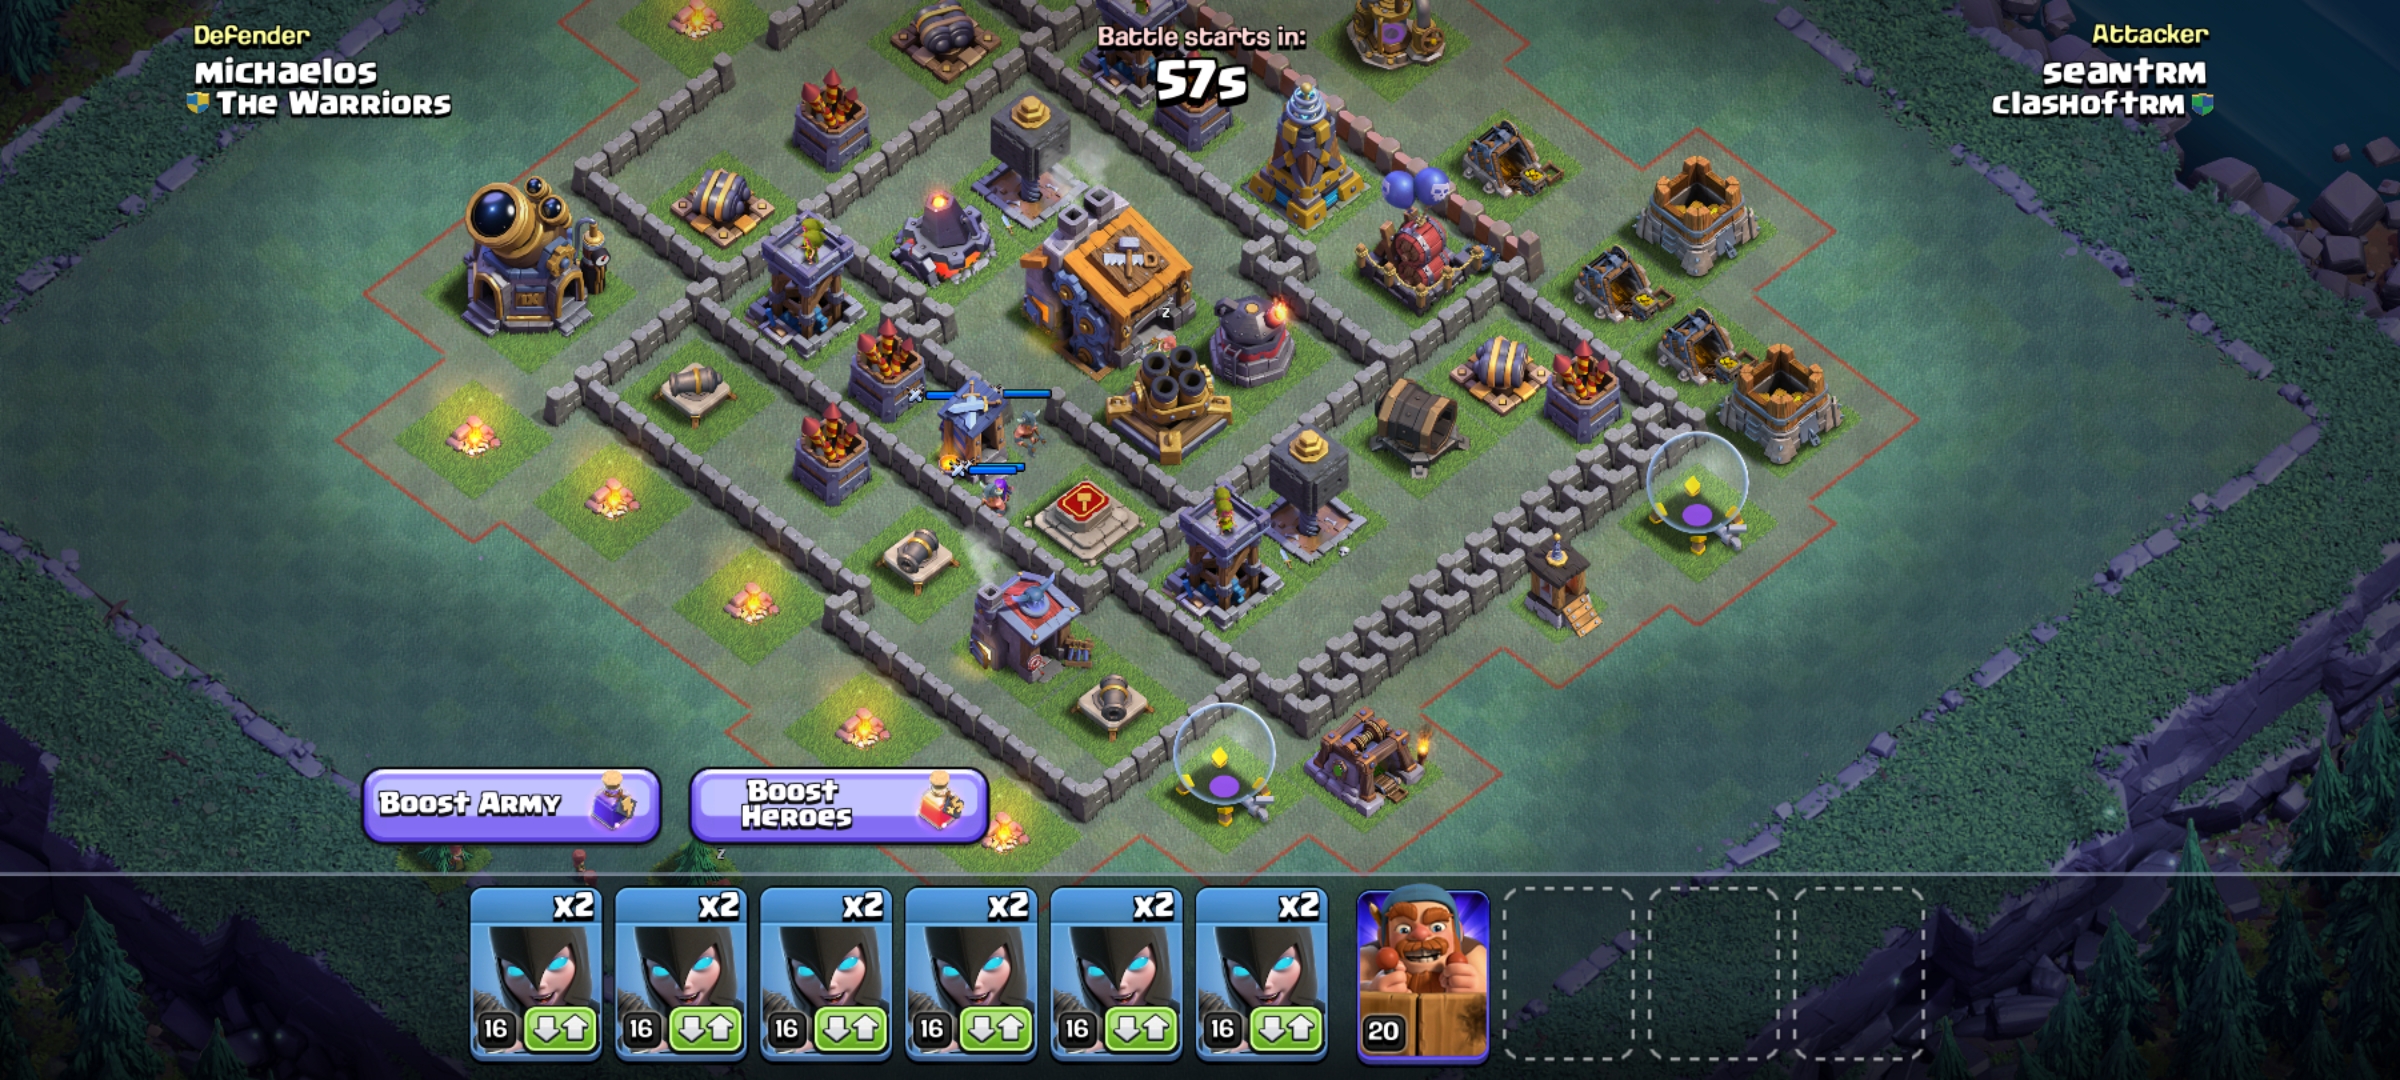 Defender
Michaelos
The Warriors
Battle starts in:
57s
Attacker
seantRM
clashoftRM
z
Boost Army
Boost
Heroes
z
x2
x2
x2
x2
x2
x2
16
16
16
16
16
16
20